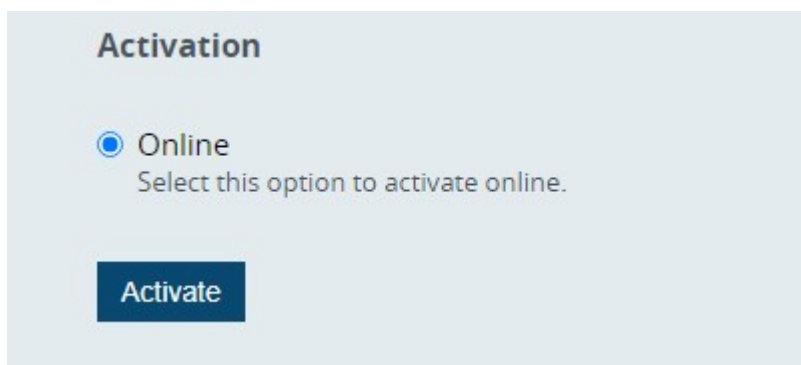 Activation
Online
Select this option to activate online.
Activate